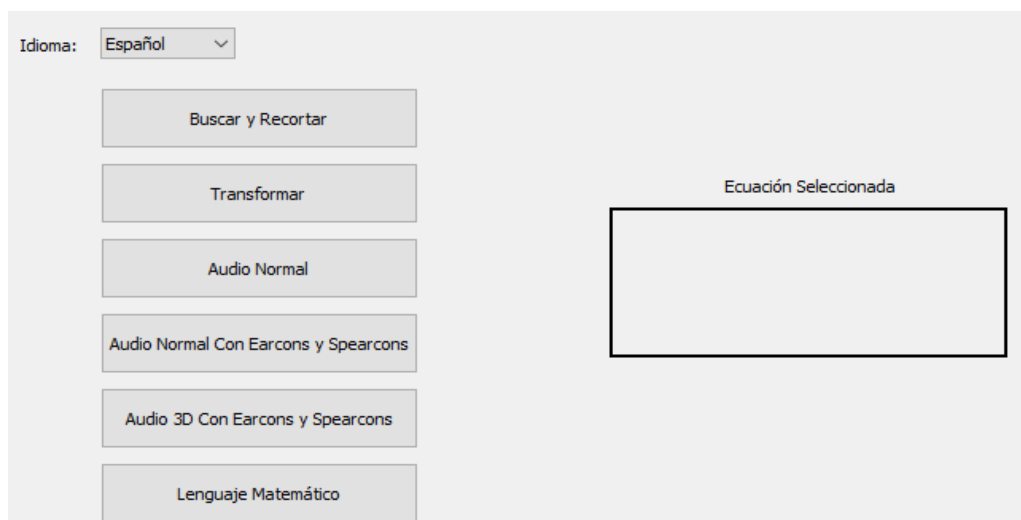 Idioma: Español
Buscar y Recortar
Transformar
Audio Normal
Audio Normal Con Earcons y Spearcons
Audio 3D Con Earcons y Spearcons
Lenguaje Matemático
Ecuación Seleccionada